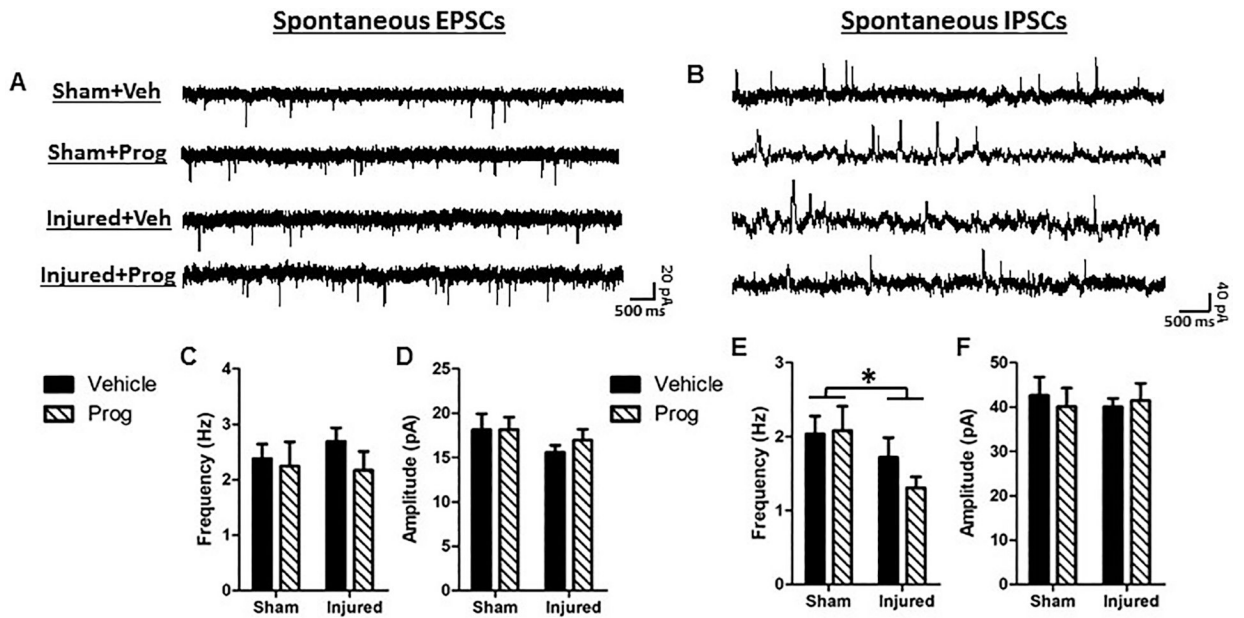 Spontaneous EPSCs
Spontaneous IPSCs
A
Sham+Veh
Sham+Prog
Injured+Veh
Injured+Prog
20 pA
500 ms
B
40 pA
500 ms
Vehicle
Prog
C
Frequency (Hz)
4
3
2
1
0
Sham
Injured
D
Amplitude (pA)
25
20
15
10
5
0
Sham
Injured
Vehicle
Prog
E
Frequency (Hz)
3
2
1
0
*
Sham
Injured
F
Amplitude (pA)
50
40
30
20
10
0
Sham
Injured